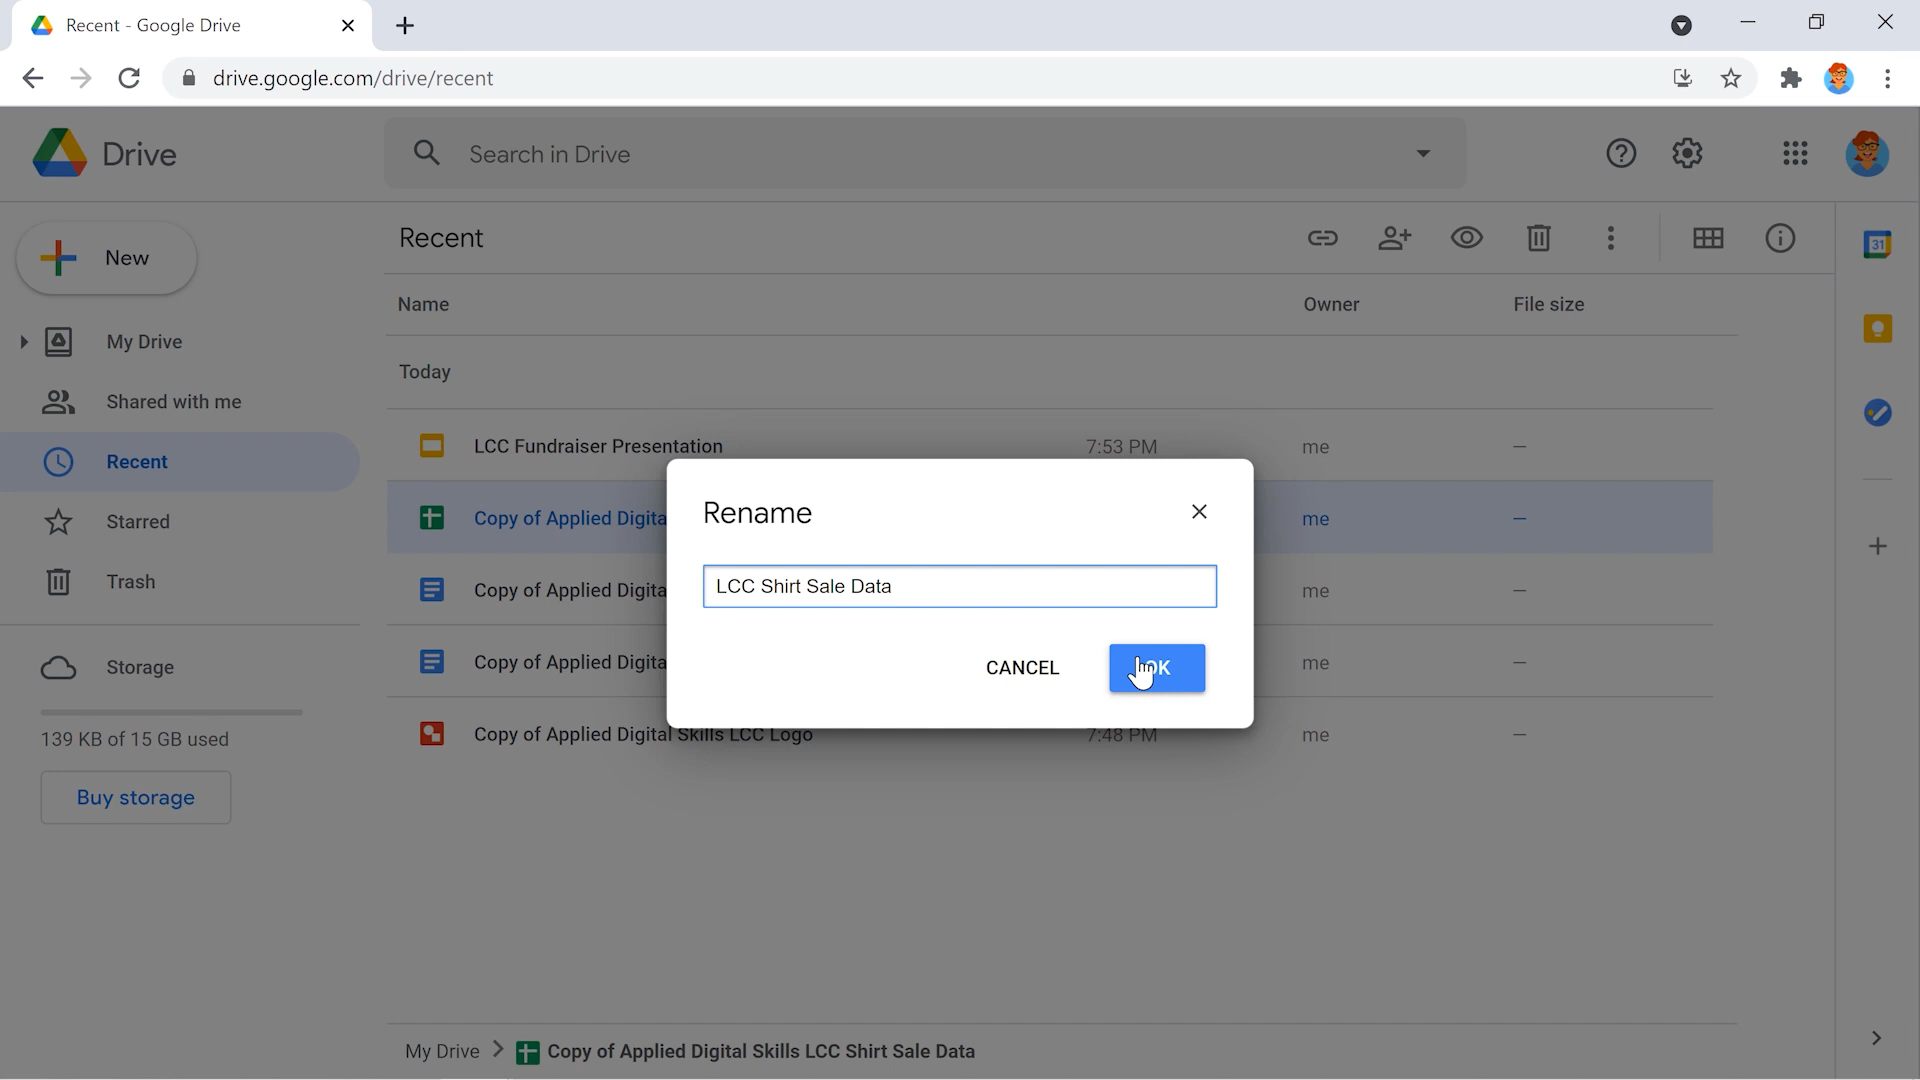 Recent - Google Drive
drive.google.com/drive/recent
Drive
Search in Drive
New
Recent
Name Owner File size
My Drive
Today
Shared with me
LCC Fundraiser Presentation 7:53 PM me —
Recent
Rename
Copy of Applied Digita me —
Starred
LCC Shirt Sale Data
Copy of Applied Digita me —
Trash
Copy of Applied Digita me —
CANCEL OK
Storage
Copy of Applied Digital Skills LCC Logo 7:48 PM me —
139 KB of 15 GB used
Buy storage
My Drive > Copy of Applied Digital Skills LCC Shirt Sale Data
31